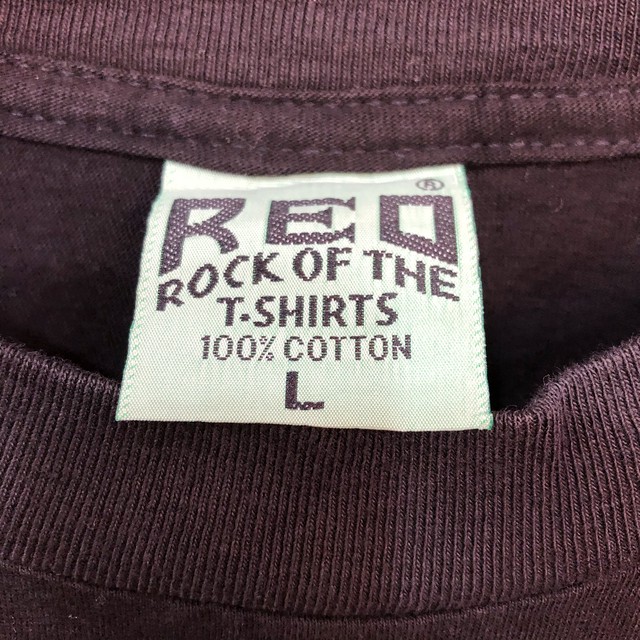 REO ®
ROCK OF THE
T-SHIRTS
100% COTTON
L